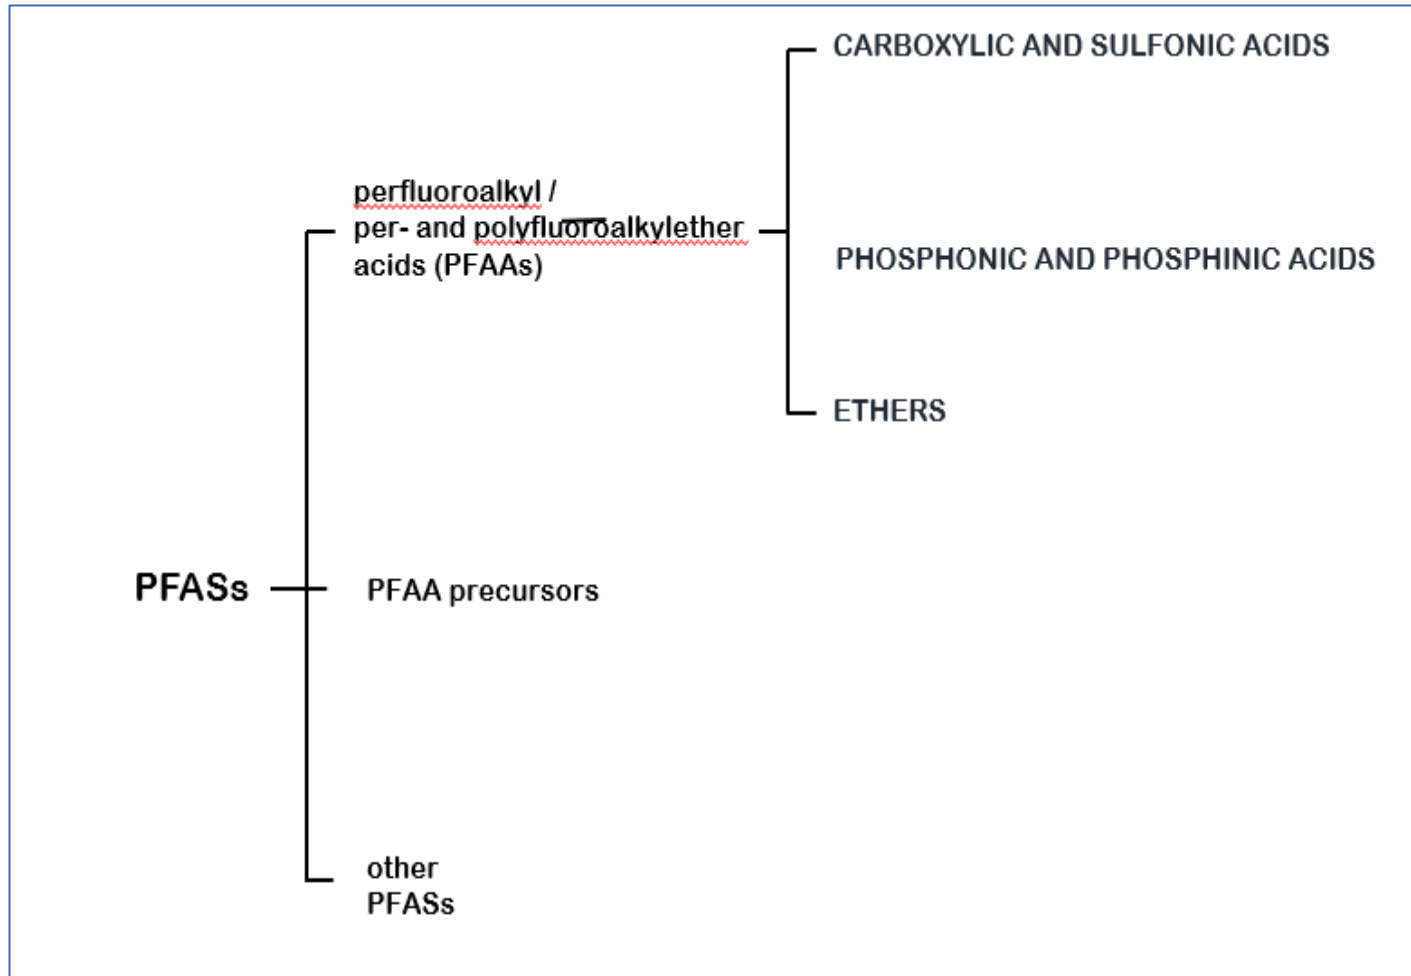 CARBOXYLIC AND SULFONIC ACIDS
perfluoroalkyl /
per- and polyfluoroalkylether
acids (PFAAs)
PHOSPHONIC AND PHOSPHINIC ACIDS
ETHERS
PFASs
PFAA precursors
other
PFASs